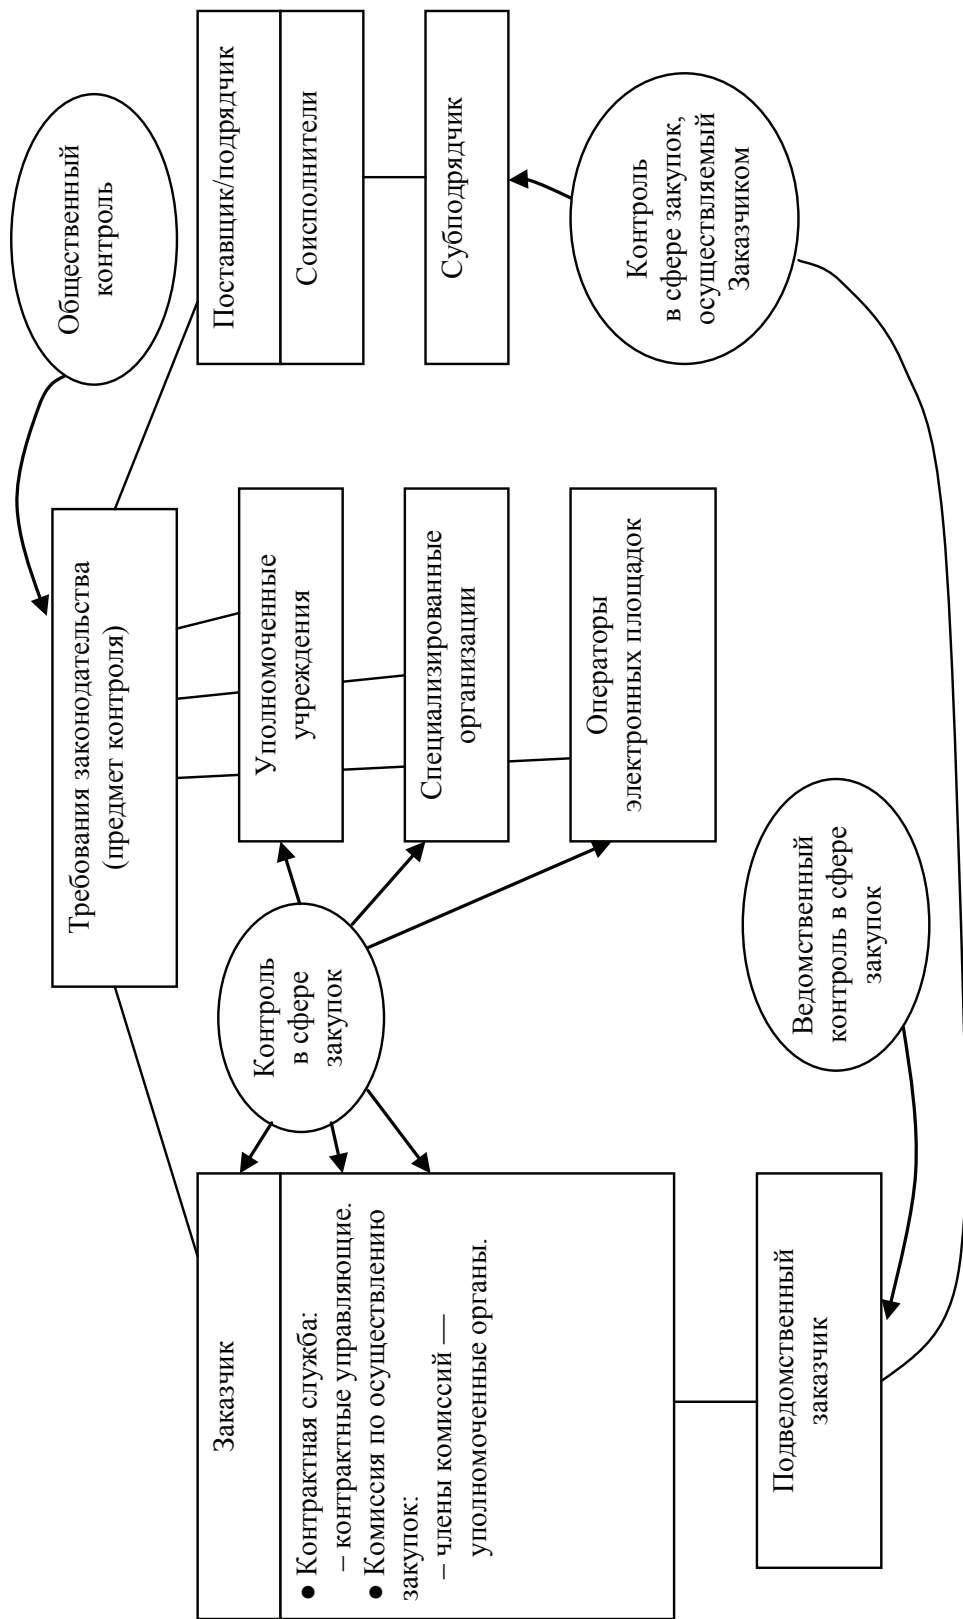 Общественный
контроль
Требования законодательства
(предмет контроля)
Заказчик
● Контрактная служба:
– контрактные управляющие.
● Комиссия по осуществлению
закупок:
– члены комиссий —
уполномоченные органы.
Контроль
в сфере
закупок
Уполномоченные
учреждения
Специализированные
организации
Операторы
электронных площадок
Поставщик/подрядчик
Соисполнители
Субподрядчик
Контроль
в сфере закупок,
осуществляемый
Заказчиком
Подведомственный
заказчик
Ведомственный
контроль в сфере
закупок